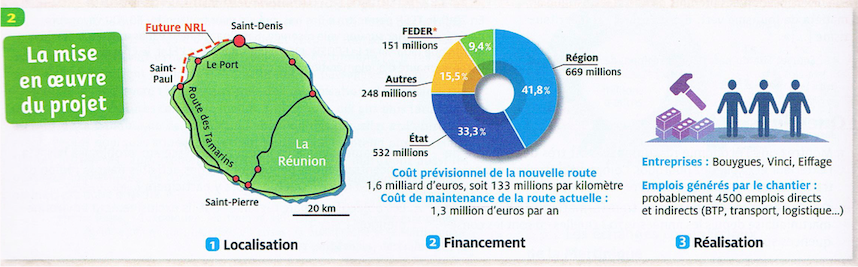 2
La mise
en œuvre
du projet
Future NRL
Saint-Denis
Le Port
Saint-
Paul
Route des Tamarins
La
Réunion
Saint-Pierre
20 km
1 Localisation
FEDER*
151 millions
9,4%
Autres
248 millions
15,5%
Région
669 millions
41,8%
État
532 millions
33,3%
Coût prévisionnel de la nouvelle route
1,6 milliard d'euros, soit 133 millions par kilomètre
Coût de maintenance de la route actuelle :
1,3 million d'euros par an
2 Financement
Entreprises : Bouygues, Vinci, Eiffage
Emplois générés par le chantier :
probablement 4500 emplois directs
et indirects (BTP, transport, logistique...)
3 Réalisation